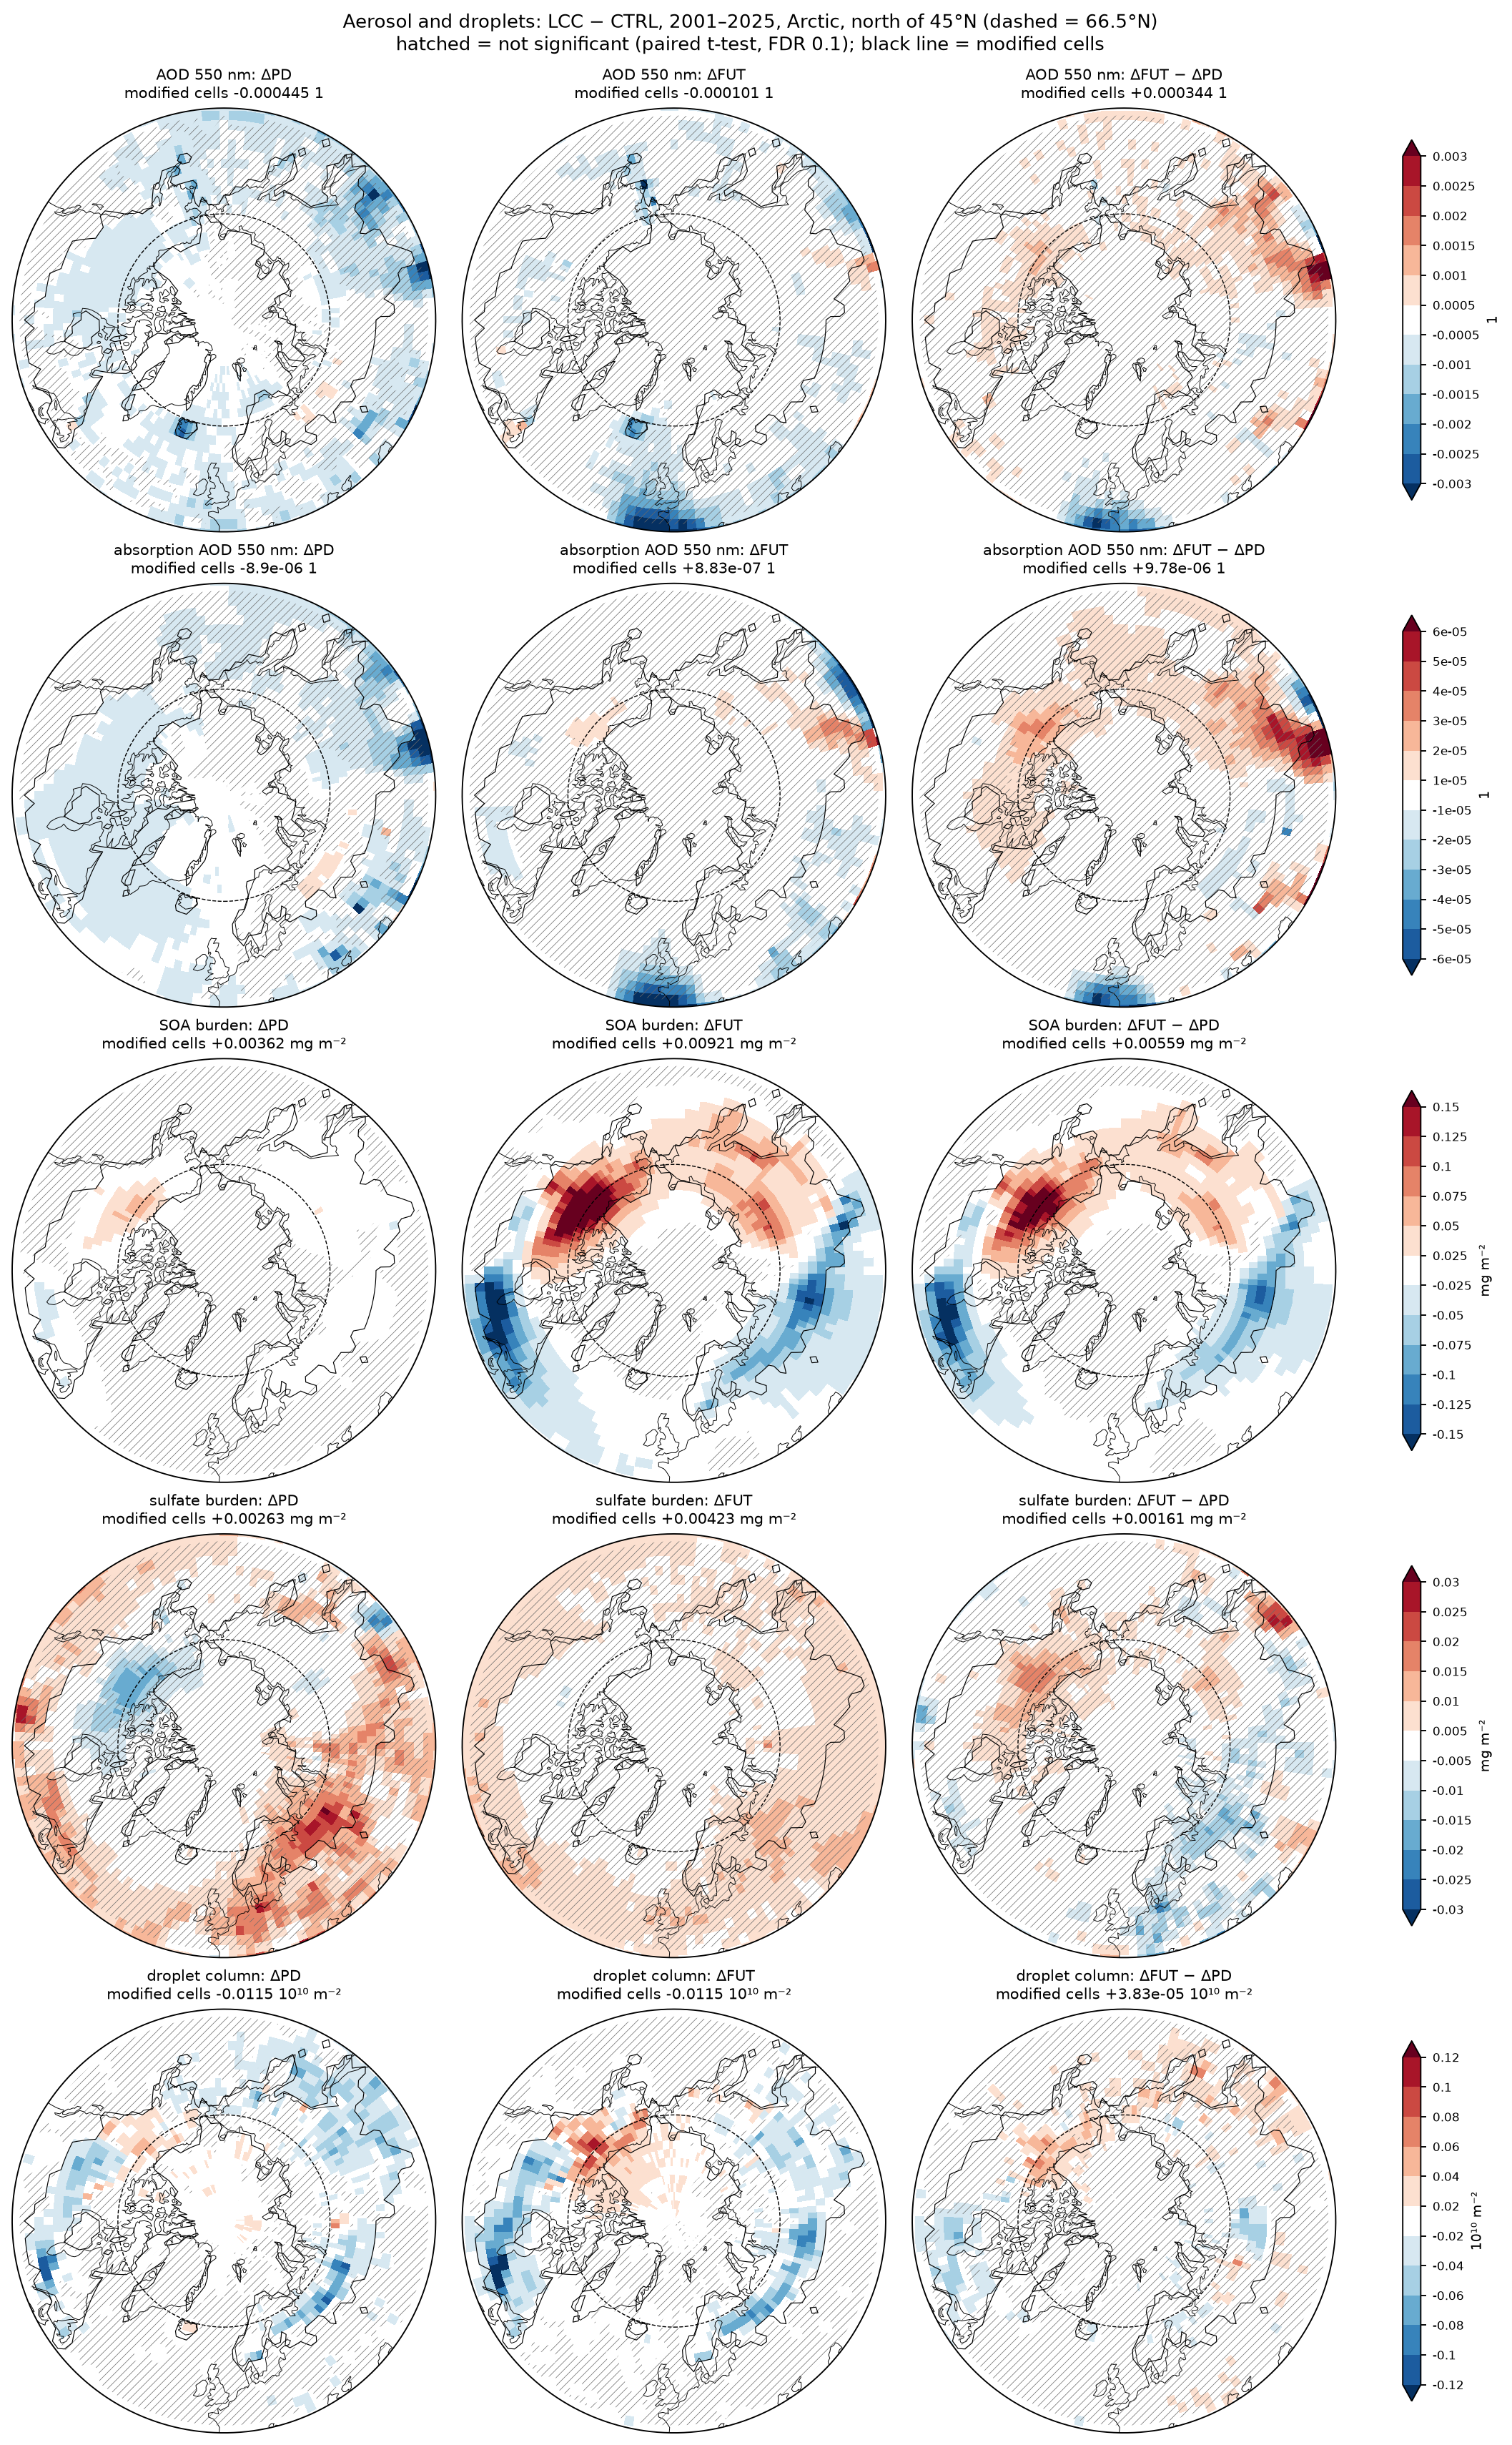 Aerosol and droplets: LCC − CTRL, 2001–2025, Arctic, north of 45°N (dashed = 66.5°N)
hatched = not significant (paired t-test, FDR 0.1); black line = modified cells
AOD 550 nm: ΔPD
modified cells -0.000445 1
AOD 550 nm: ΔFUT
modified cells -0.000101 1
AOD 550 nm: ΔFUT − ΔPD
modified cells +0.000344 1
0.003
0.0025
0.002
0.0015
0.001
0.0005
-0.0005
-0.001
-0.0015
-0.002
-0.0025
-0.003
1
absorption AOD 550 nm: ΔPD
modified cells -8.9e-06 1
absorption AOD 550 nm: ΔFUT
modified cells +8.83e-07 1
absorption AOD 550 nm: ΔFUT − ΔPD
modified cells +9.78e-06 1
6e-05
5e-05
4e-05
3e-05
2e-05
1e-05
-1e-05
-2e-05
-3e-05
-4e-05
-5e-05
-6e-05
1
SOA burden: ΔPD
modified cells +0.00362 mg m⁻²
SOA burden: ΔFUT
modified cells +0.00921 mg m⁻²
SOA burden: ΔFUT − ΔPD
modified cells +0.00559 mg m⁻²
0.15
0.125
0.1
0.075
0.05
0.025
-0.025
-0.05
-0.075
-0.1
-0.125
-0.15
mg m⁻²
sulfate burden: ΔPD
modified cells +0.00263 mg m⁻²
sulfate burden: ΔFUT
modified cells +0.00423 mg m⁻²
sulfate burden: ΔFUT − ΔPD
modified cells +0.00161 mg m⁻²
0.03
0.025
0.02
0.015
0.01
0.005
-0.005
-0.01
-0.015
-0.02
-0.025
-0.03
mg m⁻²
droplet column: ΔPD
modified cells -0.0115 10¹⁰ m⁻²
droplet column: ΔFUT
modified cells -0.0115 10¹⁰ m⁻²
droplet column: ΔFUT − ΔPD
modified cells +3.83e-05 10¹⁰ m⁻²
0.12
0.1
0.08
0.06
0.04
0.02
-0.02
-0.04
-0.06
-0.08
-0.1
-0.12
10¹⁰ m⁻²